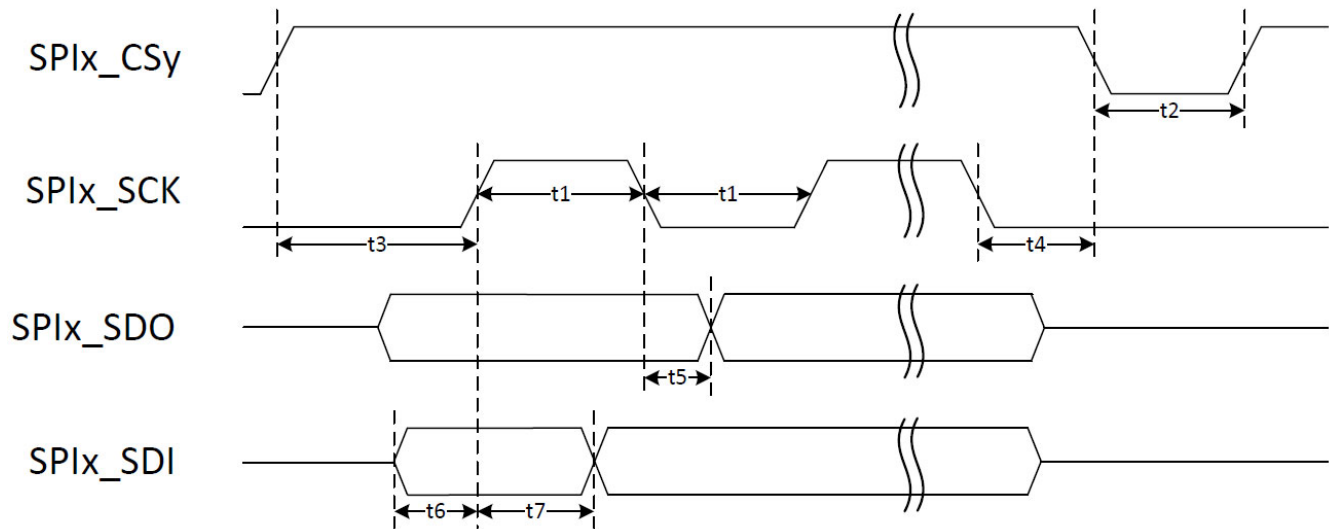 SPIx_CSy
t2
SPIx_SCK
t1 t1
t3 t4
SPIx_SDO
t5
SPIx_SDI
t6 t7